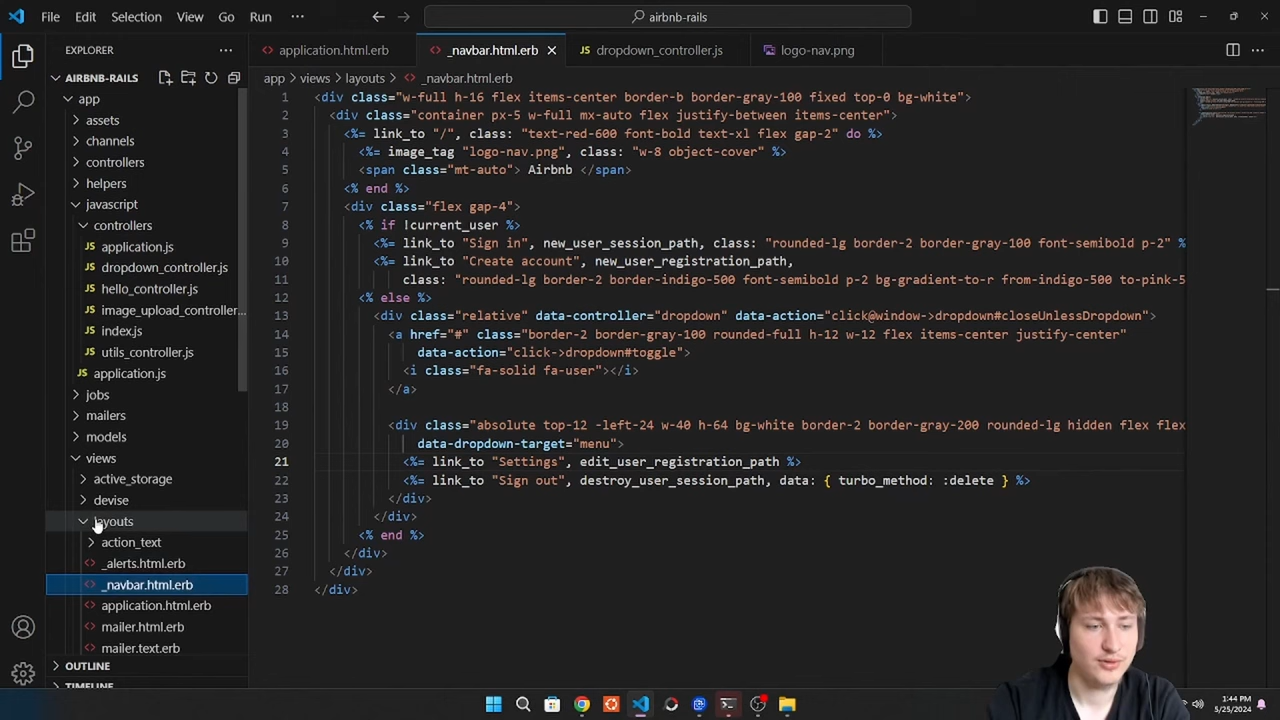 File Edit Selection View Go Run ··· airbnb-rails
EXPLORER ···
AIRBNB-RAILS
app
assets
channels
controllers
helpers
javascript
controllers
JS application.js
JS dropdown_controller.js
JS hello_controller.js
JS image_upload_controller...
JS index.js
JS utils_controller.js
JS application.js
jobs
mailers
models
views
active_storage
devise
layouts
action_text
_alerts.html.erb
_navbar.html.erb
application.html.erb
mailer.html.erb
mailer.text.erb
OUTLINE
TIMELINE
application.html.erb _navbar.html.erb JS dropdown_controller.js logo-nav.png
app > views > layouts > _navbar.html.erb
1 <div class="w-full h-16 flex items-center border-b border-gray-100 fixed top-0 bg-white">
2 <div class="container px-5 w-full mx-auto flex justify-between items-center">
3 <%= link_to "/", class: "text-red-600 font-bold text-xl flex gap-2" do %>
4 <%= image_tag "logo-nav.png", class: "w-8 object-cover" %>
5 <span class="mt-auto"> Airbnb </span>
6 <% end %>
7 <div class="flex gap-4">
8 <% if !current_user %>
9 <%= link_to "Sign in", new_user_session_path, class: "rounded-lg border-2 border-gray-100 font-semibold p-2" %
10 <%= link_to "Create account", new_user_registration_path,
11 class: "rounded-lg border-2 border-indigo-500 font-semibold p-2 bg-gradient-to-r from-indigo-500 to-pink-5
12 <% else %>
13 <div class="relative" data-controller="dropdown" data-action="click@window->dropdown#closeUnlessDropdown">
14 <a href="#" class="border-2 border-gray-100 rounded-full h-12 w-12 flex items-center justify-center"
15 data-action="click->dropdown#toggle">
16 <i class="fa-solid fa-user"></i>
17 </a>
18
19 <div class="absolute top-12 -left-24 w-40 h-64 bg-white border-2 border-gray-200 rounded-lg hidden flex flex
20 data-dropdown-target="menu">
21 <%= link_to "Settings", edit_user_registration_path %>
22 <%= link_to "Sign out", destroy_user_session_path, data: { turbo_method: :delete } %>
23 </div>
24 </div>
25 <% end %>
26 </div>
27 </div>
28 </div>
1:44 PM
5/25/2024